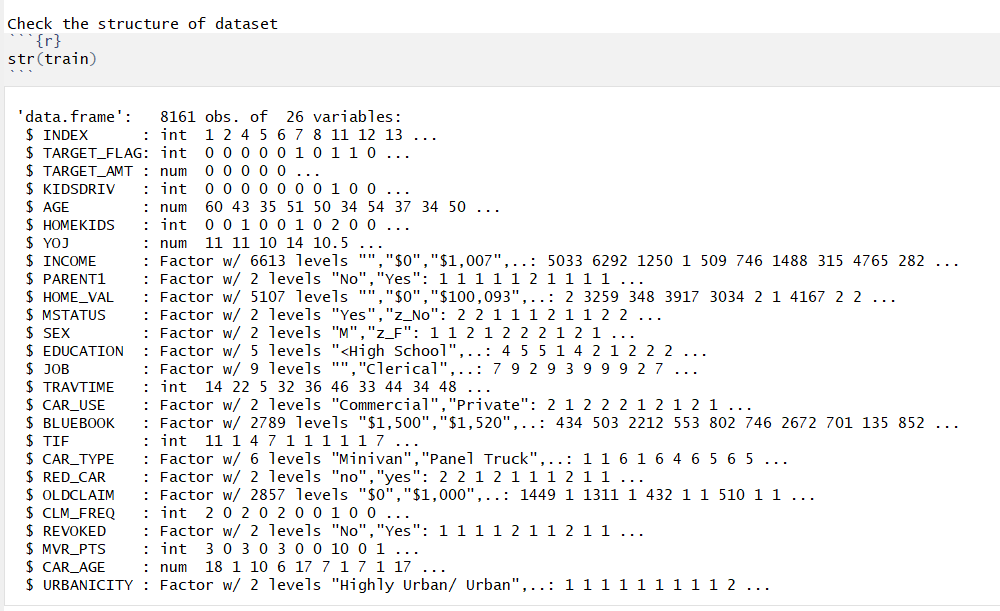 Check the structure of dataset
```{r}
str(train)
```
'data.frame':   8161 obs. of  26 variables:
 $ INDEX      : int  1 2 4 5 6 7 8 11 12 13 ...
 $ TARGET_FLAG: int  0 0 0 0 0 1 0 1 1 0 ...
 $ TARGET_AMT : num  0 0 0 0 0 ...
 $ KIDSDRIV   : int  0 0 0 0 0 0 0 1 0 0 ...
 $ AGE        : num  60 43 35 51 50 34 54 37 34 50 ...
 $ HOMEKIDS   : int  0 0 1 0 0 1 0 2 0 0 ...
 $ YOJ        : num  11 11 10 14 10.5 ...
 $ INCOME     : Factor w/ 6613 levels "","$0","$1,007",..: 5033 6292 1250 1 509 746 1488 315 4765 282 ...
 $ PARENT1    : Factor w/ 2 levels "No","Yes": 1 1 1 1 1 2 1 1 1 1 ...
 $ HOME_VAL   : Factor w/ 5107 levels "","$0","$100,093",..: 2 3259 348 3917 3034 2 1 4167 2 2 ...
 $ MSTATUS    : Factor w/ 2 levels "Yes","z_No": 2 2 1 1 1 2 1 1 2 2 ...
 $ SEX        : Factor w/ 2 levels "M","z_F": 1 1 2 1 2 2 2 1 2 1 ...
 $ EDUCATION  : Factor w/ 5 levels "<High School",..: 4 5 5 1 4 2 1 2 2 2 ...
 $ JOB        : Factor w/ 9 levels "","Clerical",..: 7 9 2 9 3 9 9 9 2 7 ...
 $ TRAVTIME   : int  14 22 5 32 36 46 33 44 34 48 ...
 $ CAR_USE    : Factor w/ 2 levels "Commercial","Private": 2 1 2 2 2 1 2 1 2 1 ...
 $ BLUEBOOK   : Factor w/ 2789 levels "$1,500","$1,520",..: 434 503 2212 553 802 746 2672 701 135 852 ...
 $ TIF        : int  11 1 4 7 1 1 1 1 1 7 ...
 $ CAR_TYPE   : Factor w/ 6 levels "Minivan","Panel Truck",..: 1 1 6 1 6 4 6 5 6 5 ...
 $ RED_CAR    : Factor w/ 2 levels "no","yes": 2 2 1 2 1 1 1 2 1 1 ...
 $ OLDCLAIM   : Factor w/ 2857 levels "$0","$1,000",..: 1449 1 1311 1 432 1 1 510 1 1 ...
 $ CLM_FREQ   : int  2 0 2 0 2 0 0 1 0 0 ...
 $ REVOKED    : Factor w/ 2 levels "No","Yes": 1 1 1 1 2 1 1 2 1 1 ...
 $ MVR_PTS    : int  3 0 3 0 3 0 0 10 0 1 ...
 $ CAR_AGE    : num  18 1 10 6 17 7 1 7 1 17 ...
 $ URBANICITY : Factor w/ 2 levels "Highly Urban/ Urban",..: 1 1 1 1 1 1 1 1 1 2 ...